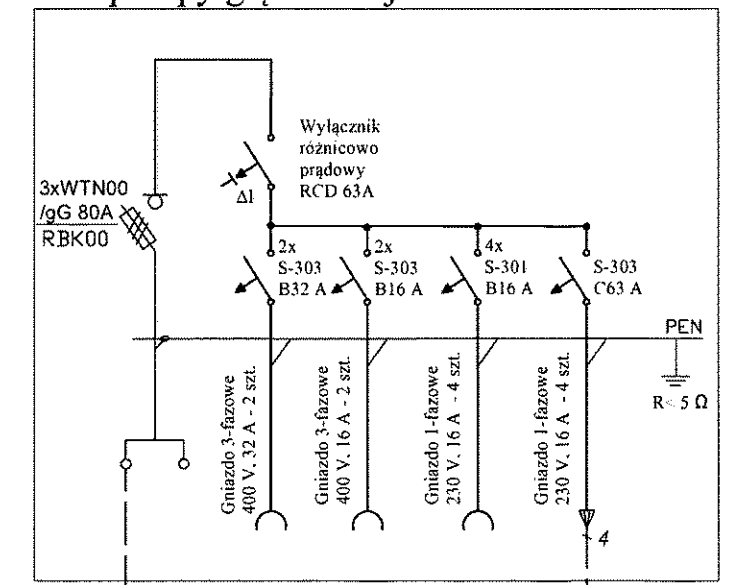 Wyłącznik
różnicowo
prądowy
RCD 63A
ΔI
3xWTN00
/gG 80A
RBK00
2x
S-303
B32 A
2x
S-303
B16 A
4x
S-301
B16 A
S-303
C63 A
PEN
R< 5 Ω
Gniazdo 3-fazowe
400 V, 32 A - 2 szt.
Gniazdo 3-fazowe
400 V, 16 A - 2 szt.
Gniazdo 1-fazowe
230 V, 16 A - 4 szt.
Gniazdo 1-fazowe
230 V, 16 A - 4 szt.
4